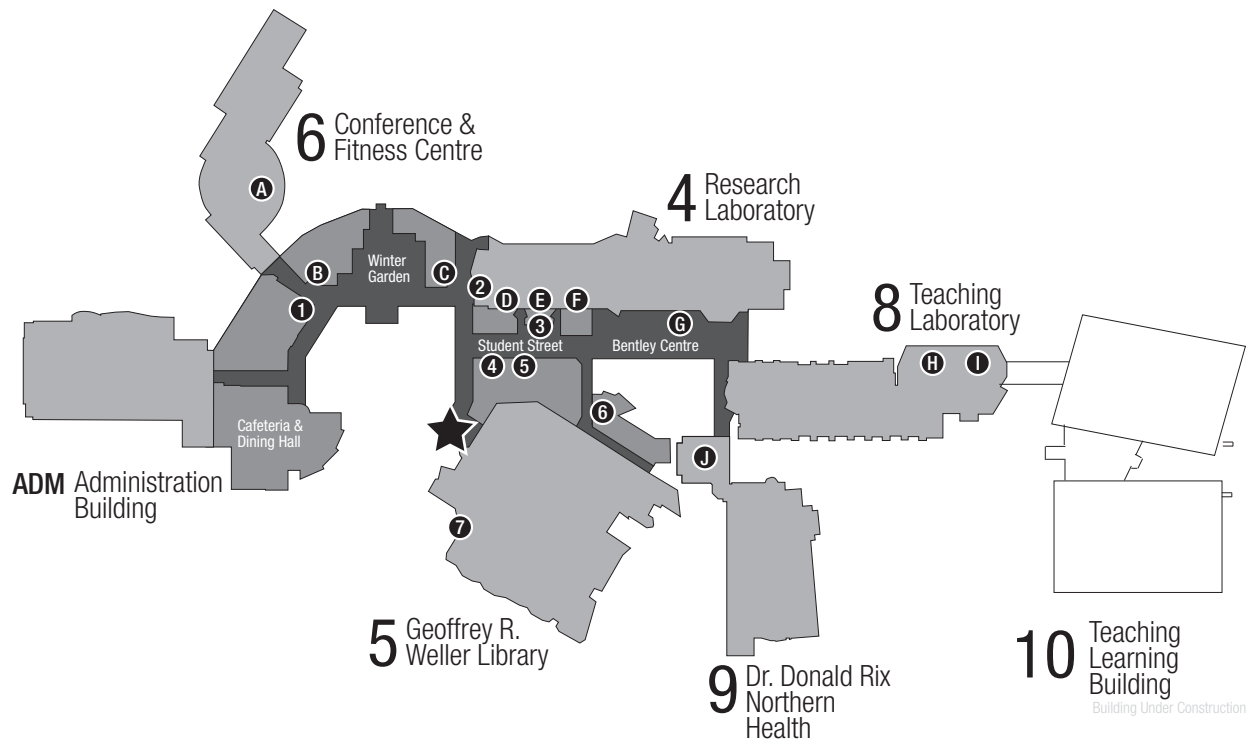 6 Conference &
Fitness Centre
A
4 Research
Laboratory
B
Winter
Garden
C
1
2
D
E
F
3
G
Student Street
Bentley Centre
4
5
8 Teaching
Laboratory
H
I
6
Cafeteria &
Dining Hall
J
ADM Administration
Building
7
5 Geoffrey R.
Weller Library
9 Dr. Donald Rix
Northern
Health
10 Teaching
Learning
Building
Building Under Construction